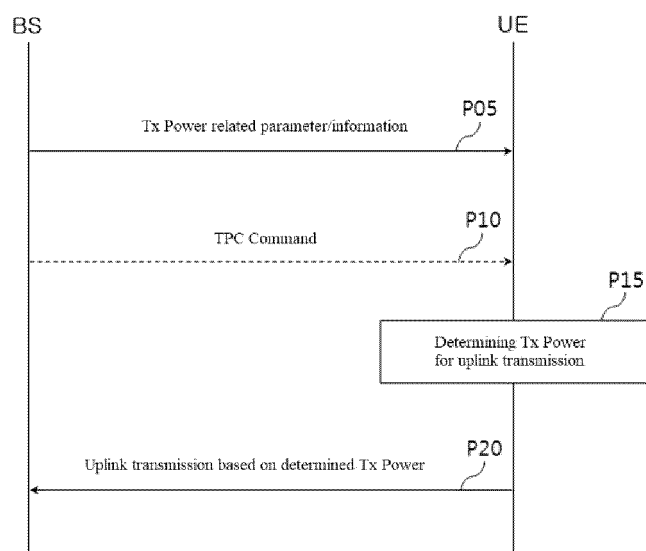 BS
UE
P05
Tx Power related parameter/information
P10
TPC Command
P15
Determining Tx Power
for uplink transmission
P20
Uplink transmission based on determined Tx Power